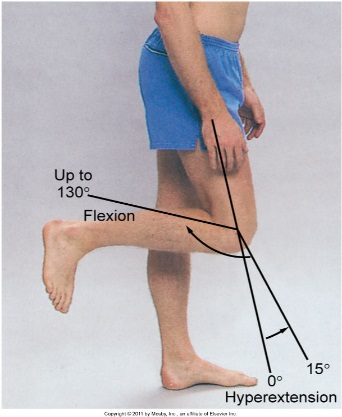 Up to
130°
Flexion
15°
0°
Hyperextension
Copyright © 2011 by Mosby, Inc., an affiliate of Elsevier Inc.